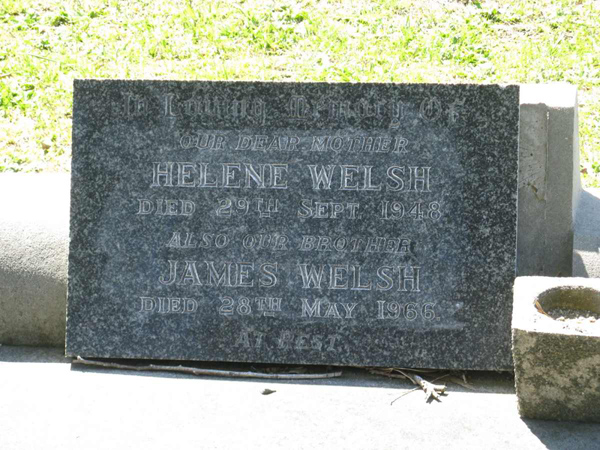 In Loving Memory Of
OUR DEAR MOTHER
HELENE WELSH
DIED 29TH SEPT. 1948
ALSO OUR BROTHER
JAMES WELSH
DIED 28TH MAY 1966.
AT REST